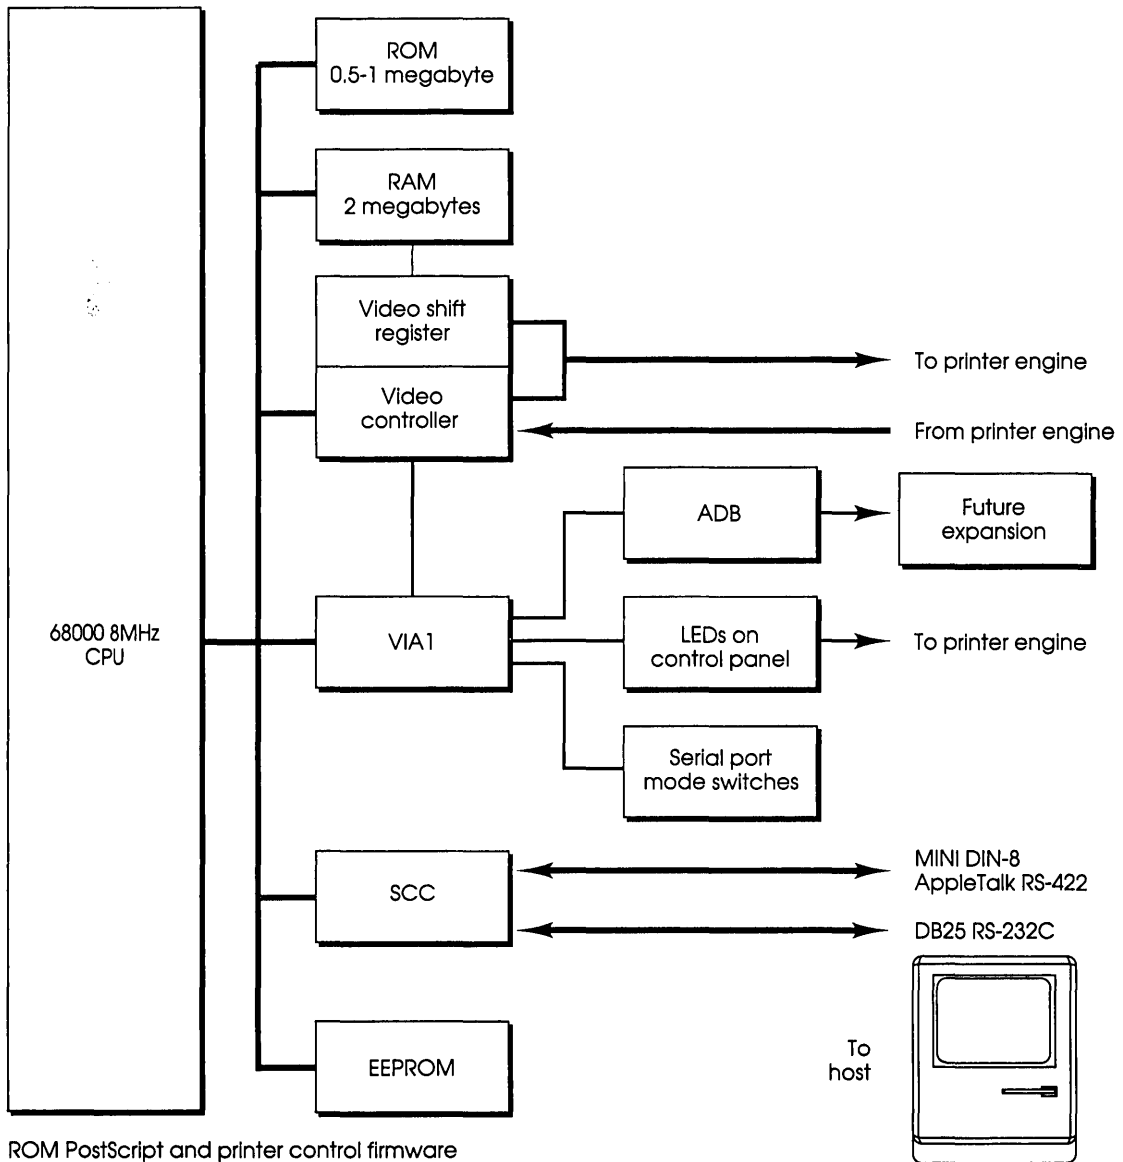 ROM
0.5-1 megabyte
RAM
2 megabytes
Video shift
register
Video
controller
To printer engine
From printer engine
ADB
Future
expansion
68000 8MHz
CPU
VIA1
LEDs on
control panel
To printer engine
Serial port
mode switches
SCC
MINI DIN-8
AppleTalk RS-422
DB25 RS-232C
EEPROM
To
host
ROM PostScript and printer control firmware